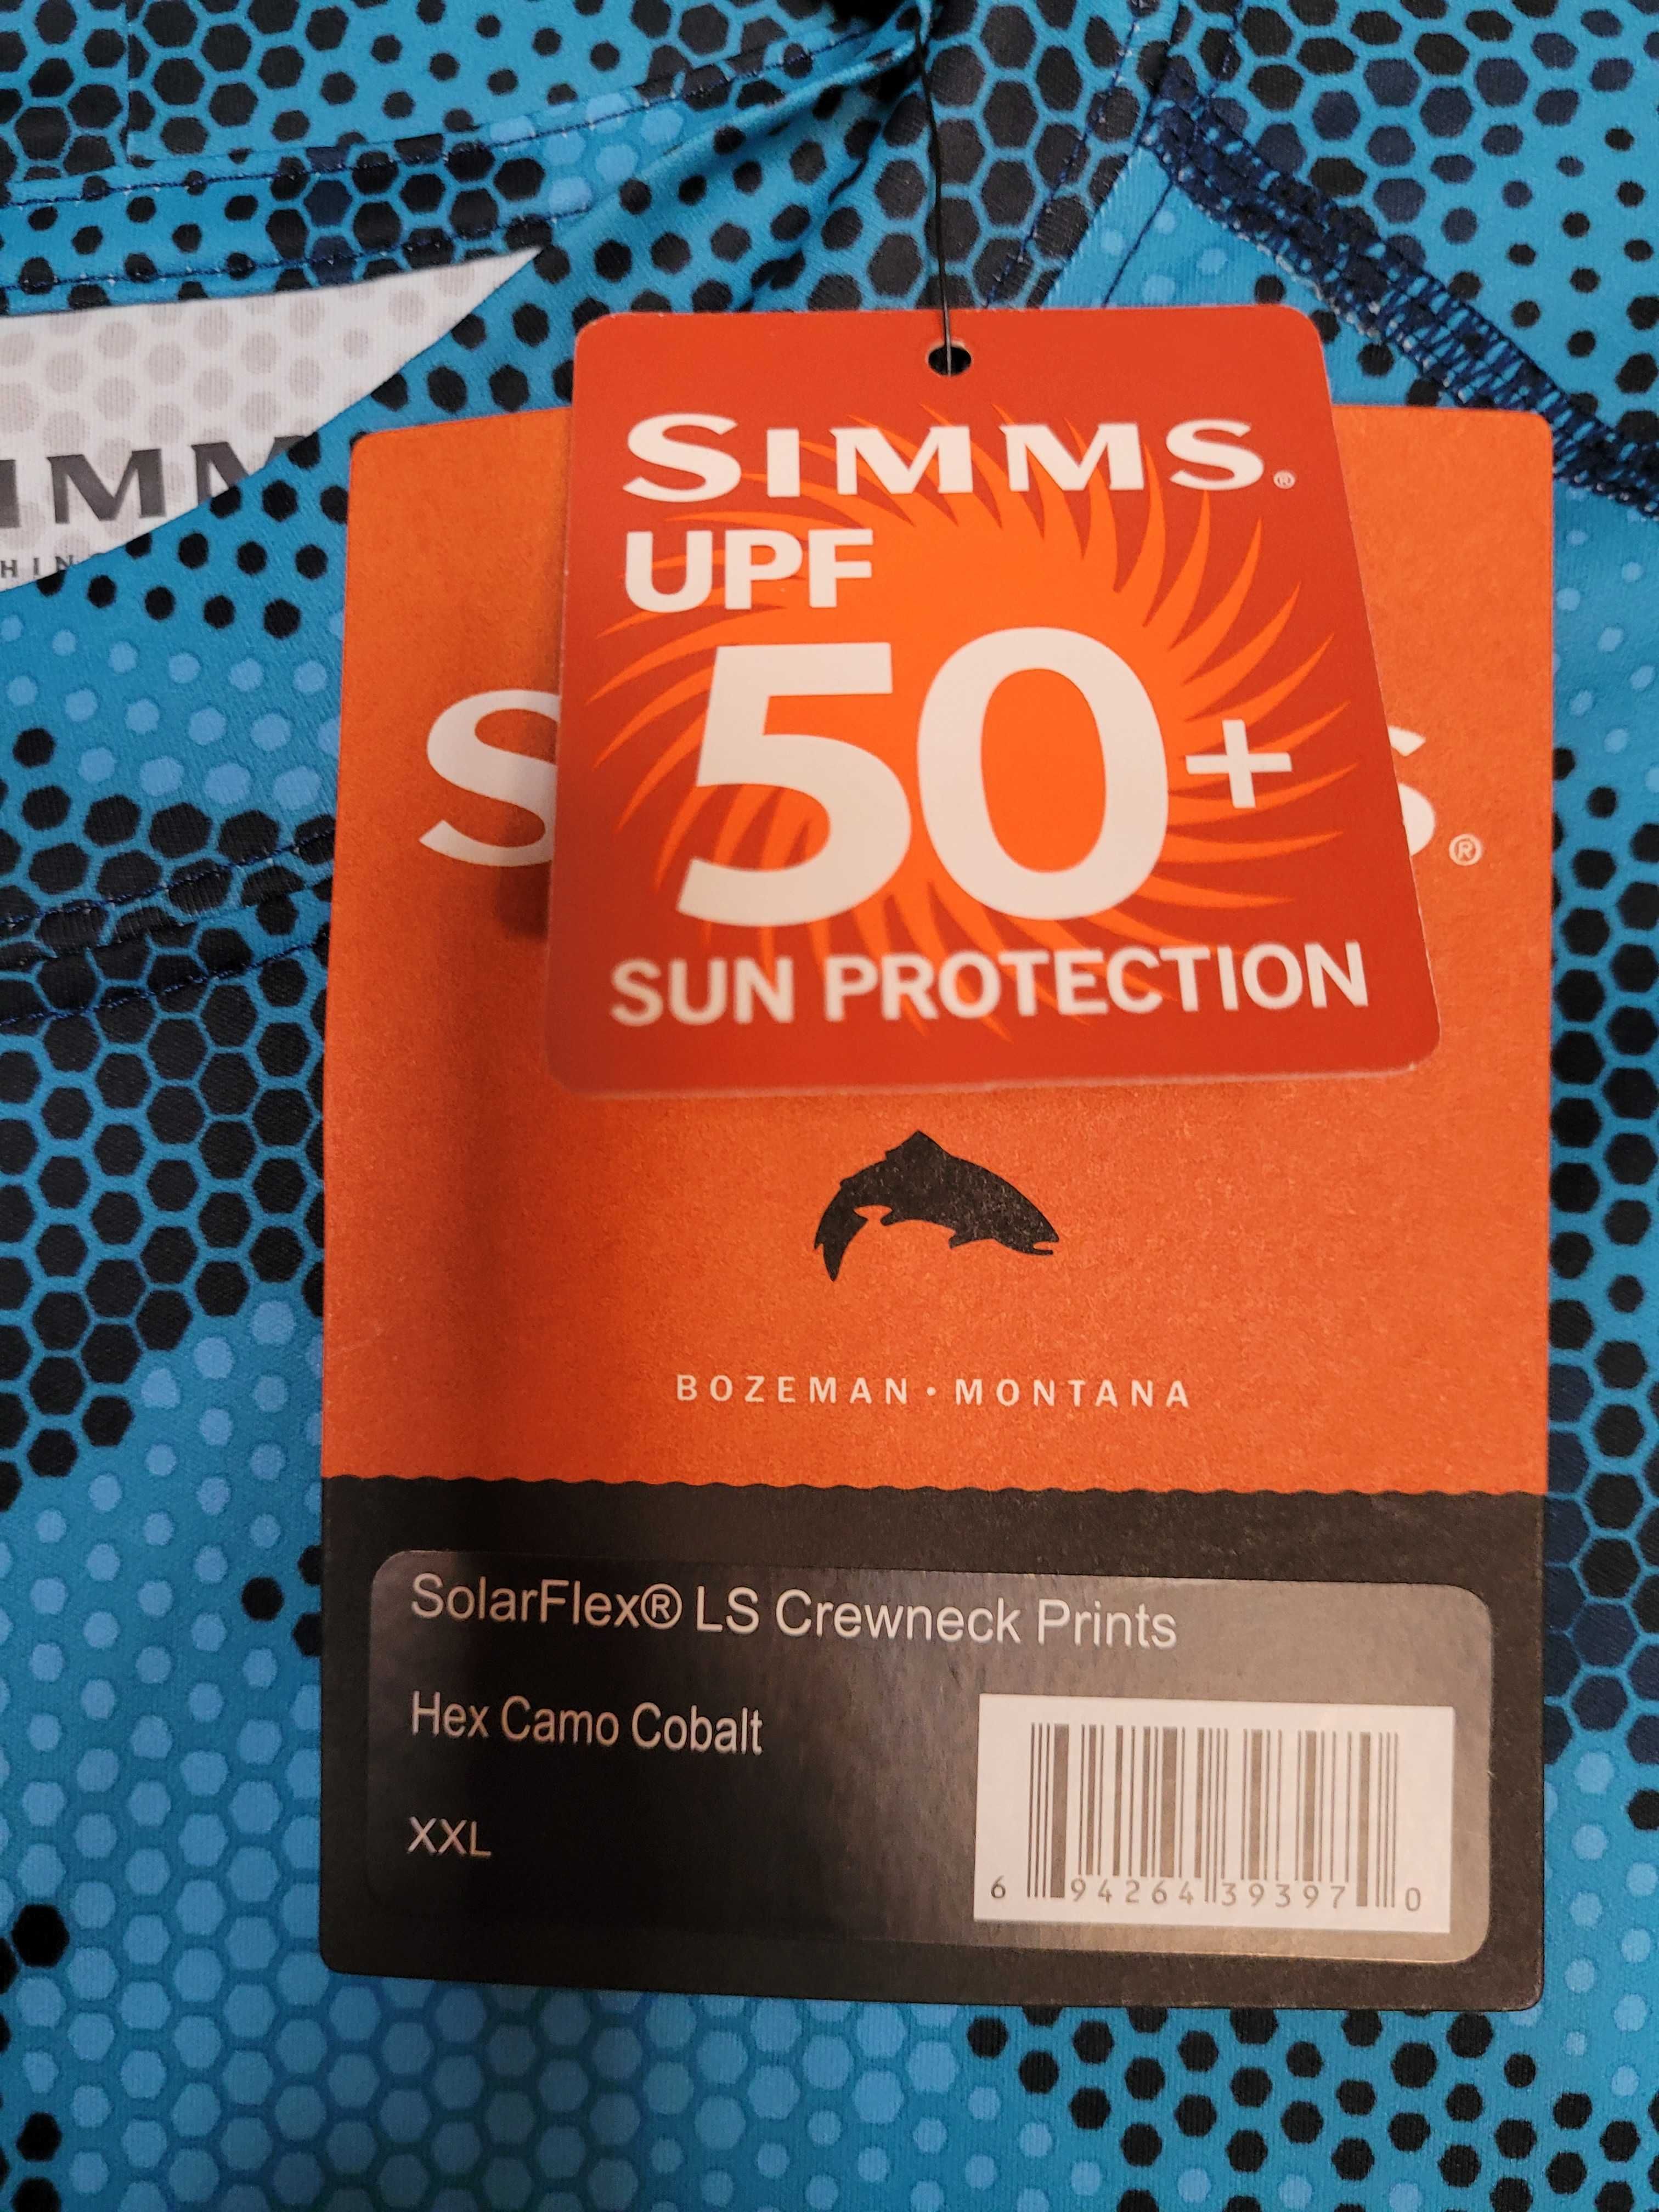 SIMMS®
UPF
50+
SUN PROTECTION
BOZEMAN • MONTANA
SolarFlex® LS Crewneck Prints
Hex Camo Cobalt
XXL
6 94264 39397 0